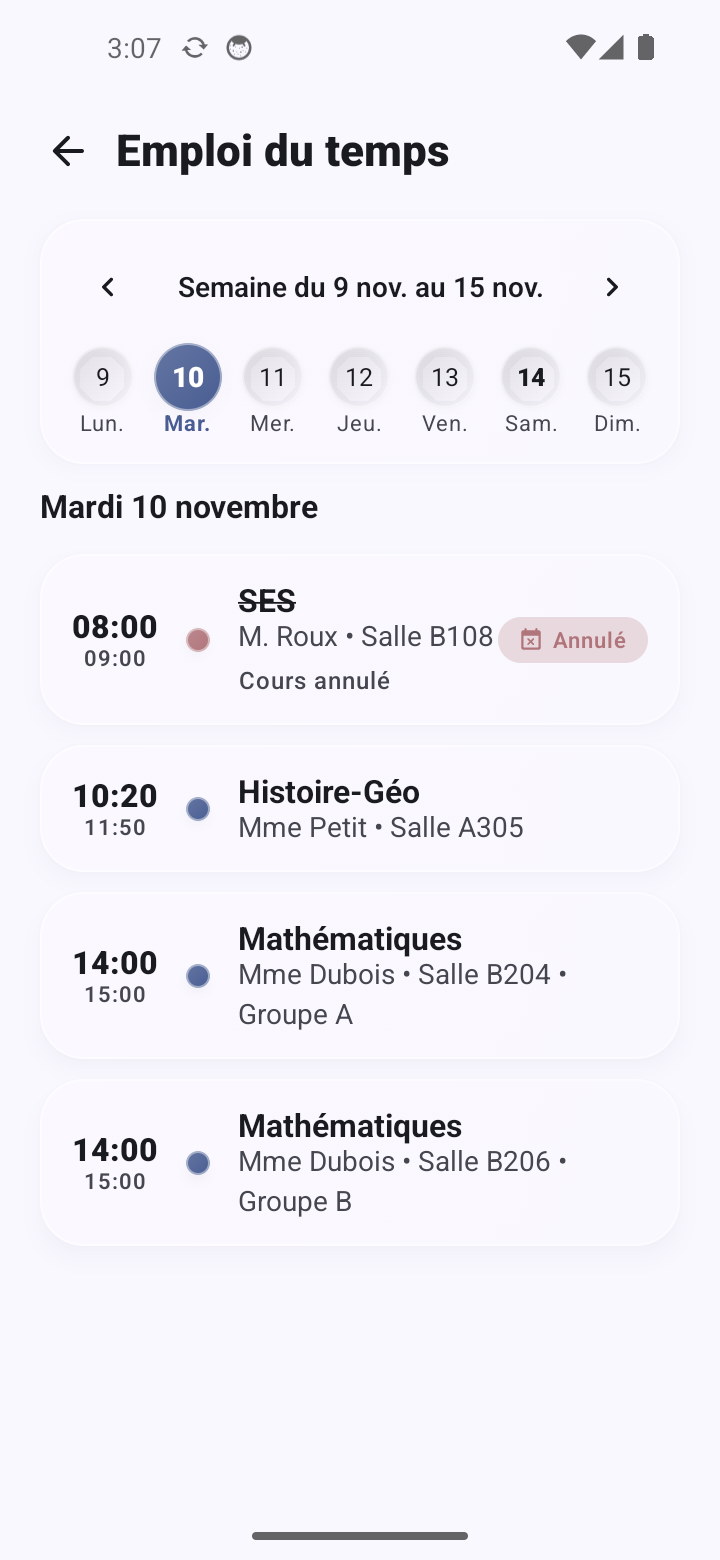 3:07
Emploi du temps
Semaine du 9 nov. au 15 nov.
9 10 11 12 13 14 15
Lun. Mar. Mer. Jeu. Ven. Sam. Dim.
Mardi 10 novembre
08:00
09:00
SES
M. Roux • Salle B108
Cours annulé
Annulé
10:20
11:50
Histoire-Géo
Mme Petit • Salle A305
14:00
15:00
Mathématiques
Mme Dubois • Salle B204 •
Groupe A
14:00
15:00
Mathématiques
Mme Dubois • Salle B206 •
Groupe B